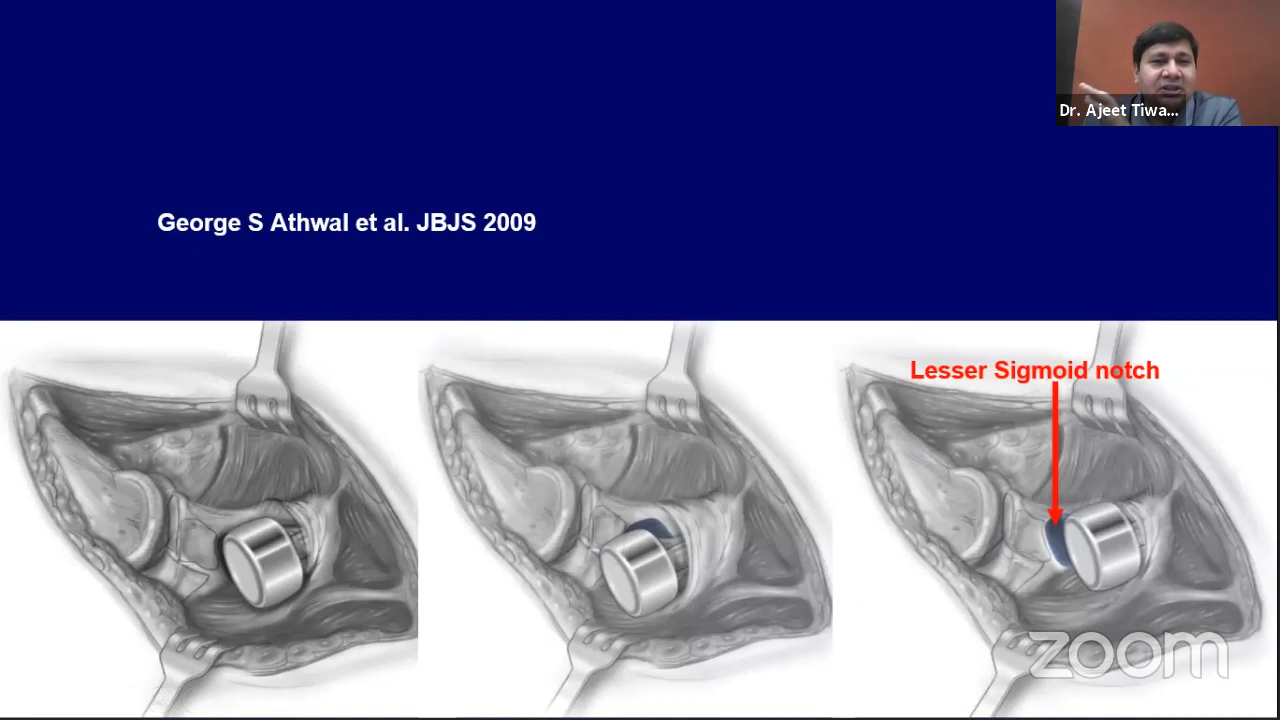 Dr. Ajeet Tiwa...
George S Athwal et al. JBJS 2009
Lesser Sigmoid notch
zoom